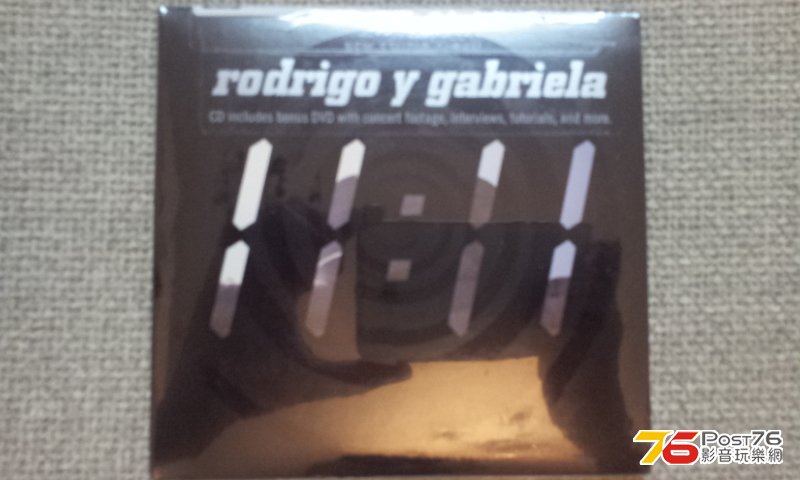 rodrigo y gabriela
CD includes bonus DVD with concert footage, interviews, tutorials, and more.
11:11
76 Post76
影音玩樂網